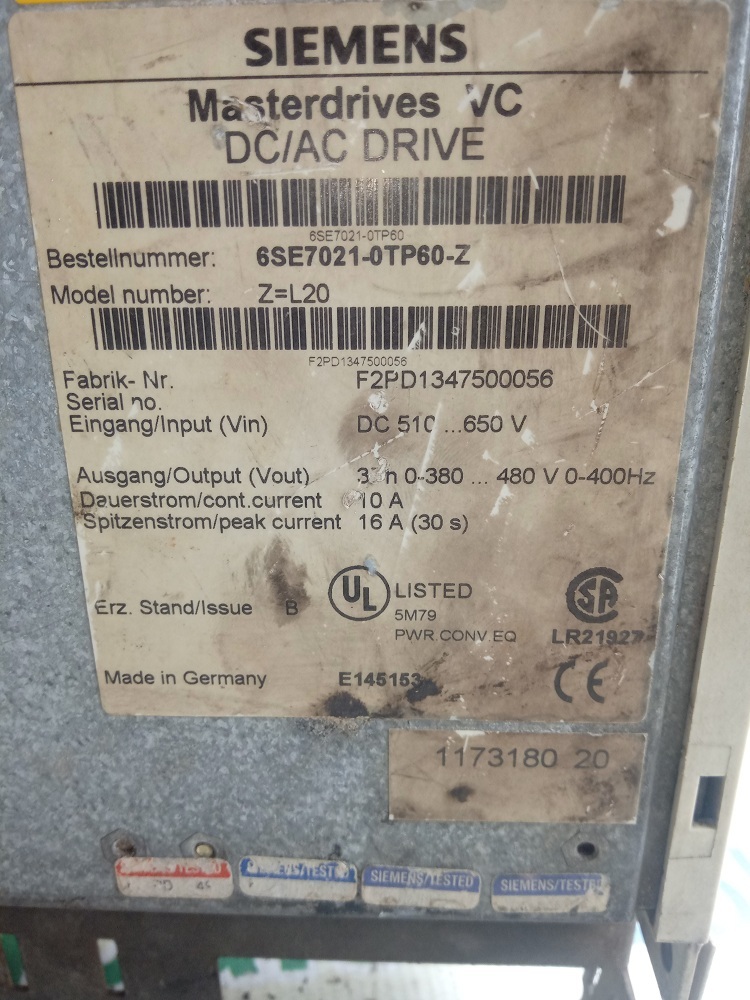 SIEMENS
Masterdrives VC
DC/AC DRIVE
6SE7021-0TP60
Bestellnummer: 6SE7021-0TP60-Z
Model number: Z=L20
F2PD1347500056
Fabrik- Nr. F2PD1347500056
Serial no.
Eingang/Input (Vin) DC 510 ...650 V
Ausgang/Output (Vout) 0-380 ... 480 V 0-400Hz
Dauerstrom/cont.current 10 A
Spitzenstrom/peak current 16 A (30 s)
Erz. Stand/Issue B
UL LISTED
5M79
PWR.CONV.EQ
SA
LR21927
Made in Germany E145153
CE
1173180 20
SIEMENS/TESTED
SIEMENS/TESTED